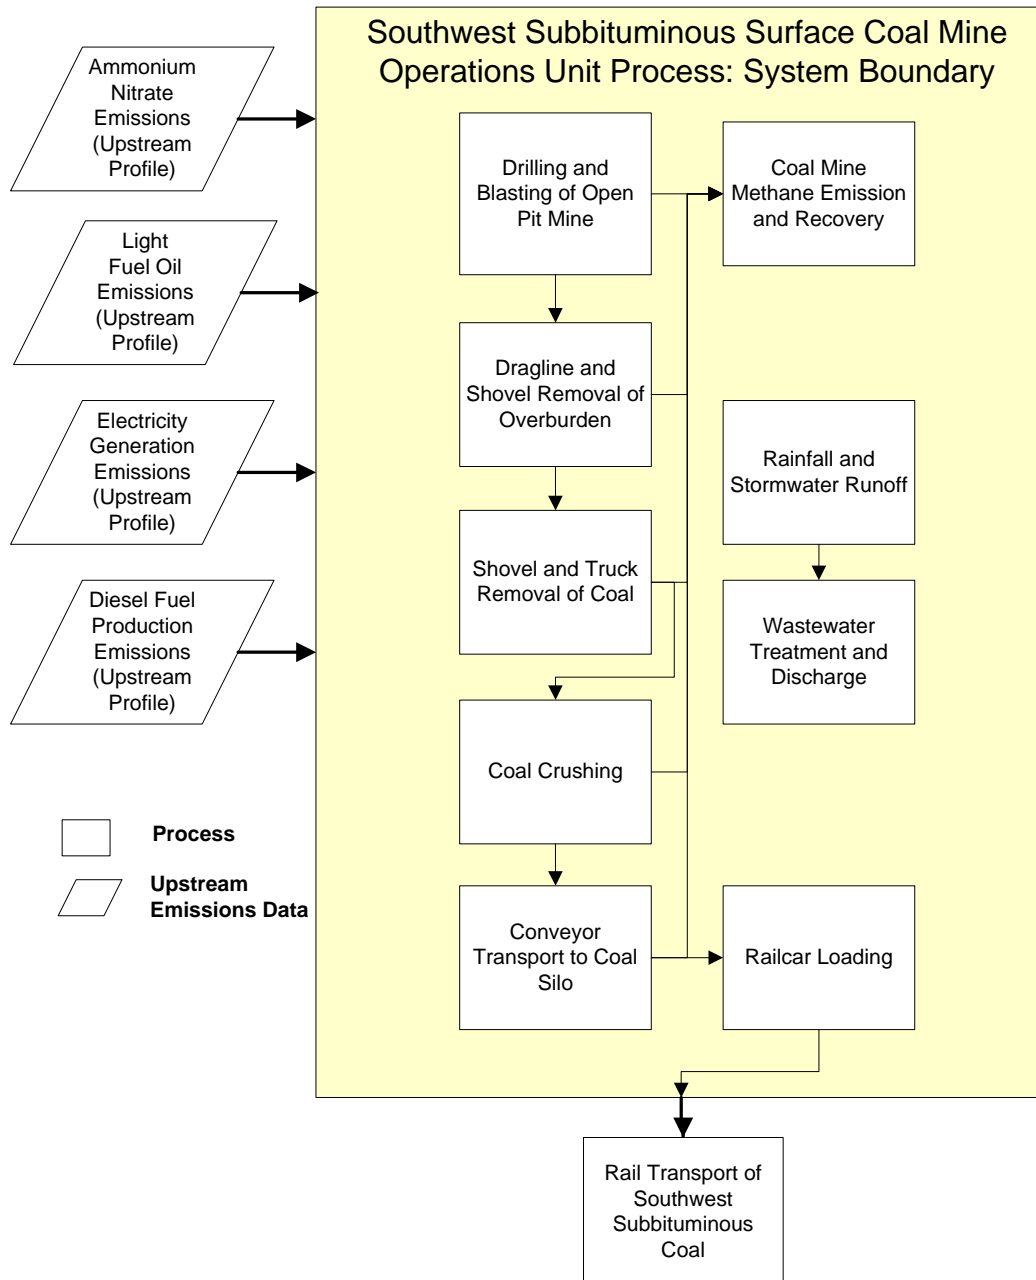 Southwest Subbituminous Surface Coal Mine
Operations Unit Process: System Boundary
Ammonium
Nitrate
Emissions
(Upstream
Profile)
Light
Fuel Oil
Emissions
(Upstream
Profile)
Electricity
Generation
Emissions
(Upstream
Profile)
Diesel Fuel
Production
Emissions
(Upstream
Profile)
Process
Upstream
Emissions Data
Drilling and
Blasting of Open
Pit Mine
Dragline and
Shovel Removal of
Overburden
Shovel and Truck
Removal of Coal
Coal Crushing
Conveyor
Transport to Coal
Silo
Coal Mine
Methane Emission
and Recovery
Rainfall and
Stormwater Runoff
Wastewater
Treatment and
Discharge
Railcar Loading
Rail Transport of
Southwest
Subbituminous
Coal